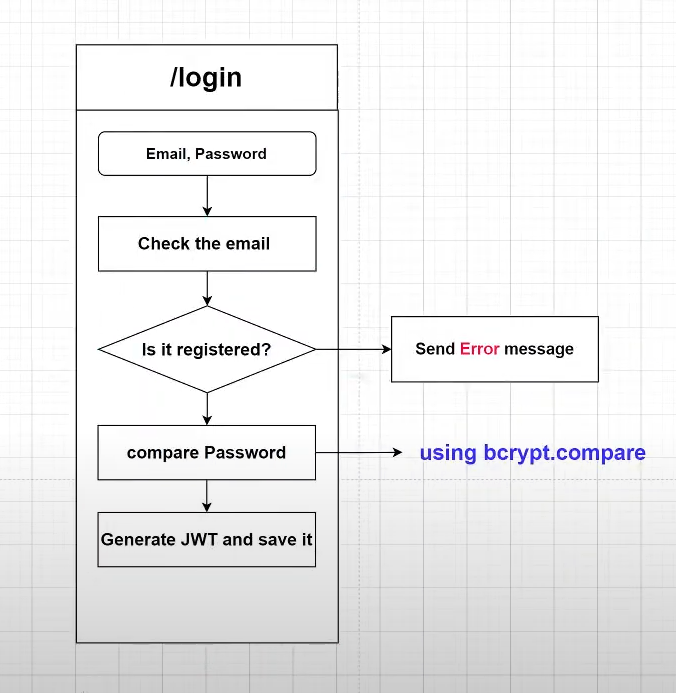 /login
Email, Password
Check the email
Is it registered?
Send Error message
compare Password
using bcrypt.compare
Generate JWT and save it